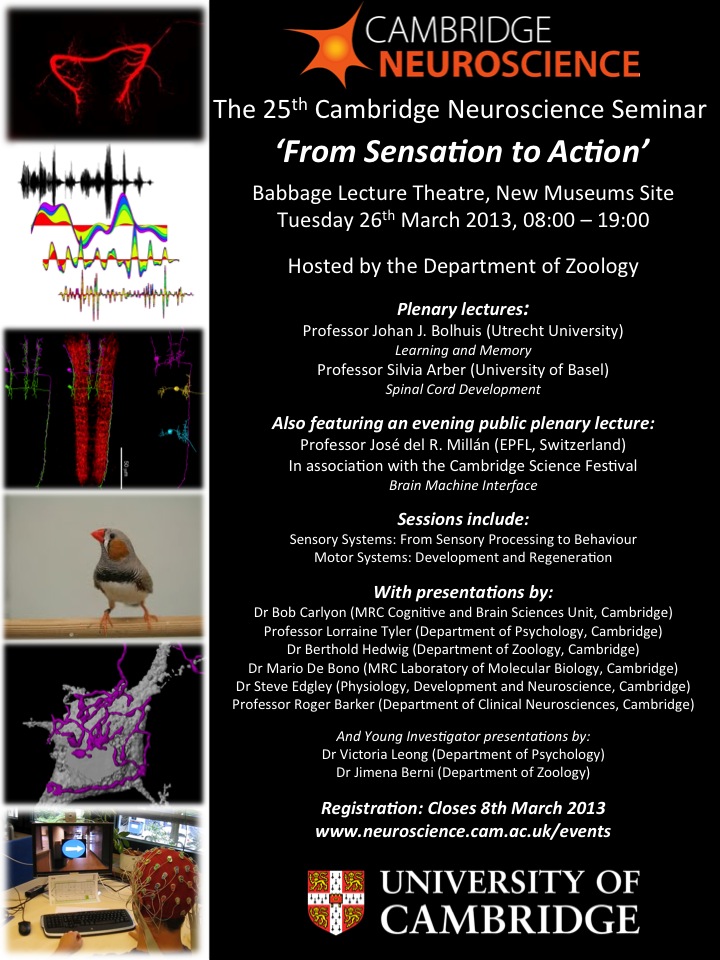 CAMBRIDGE
NEUROSCIENCE
The 25th Cambridge Neuroscience Seminar
‘From Sensation to Action’
Babbage Lecture Theatre, New Museums Site
Tuesday 26th March 2013, 08:00 – 19:00
Hosted by the Department of Zoology
Plenary lectures:
Professor Johan J. Bolhuis (Utrecht University)
Learning and Memory
Professor Silvia Arber (University of Basel)
Spinal Cord Development
Also featuring an evening public plenary lecture:
Professor José del R. Millán (EPFL, Switzerland)
In association with the Cambridge Science Festival
Brain Machine Interface
Sessions include:
Sensory Systems: From Sensory Processing to Behaviour
Motor Systems: Development and Regeneration
With presentations by:
Dr Bob Carlyon (MRC Cognitive and Brain Sciences Unit, Cambridge)
Professor Lorraine Tyler (Department of Psychology, Cambridge)
Dr Berthold Hedwig (Department of Zoology, Cambridge)
Dr Mario De Bono (MRC Laboratory of Molecular Biology, Cambridge)
Dr Steve Edgley (Physiology, Development and Neuroscience, Cambridge)
Professor Roger Barker (Department of Clinical Neurosciences, Cambridge)
And Young Investigator presentations by:
Dr Victoria Leong (Department of Psychology)
Dr Jimena Berni (Department of Zoology)
Registration: Closes 8th March 2013
www.neuroscience.cam.ac.uk/events
UNIVERSITY OF
CAMBRIDGE